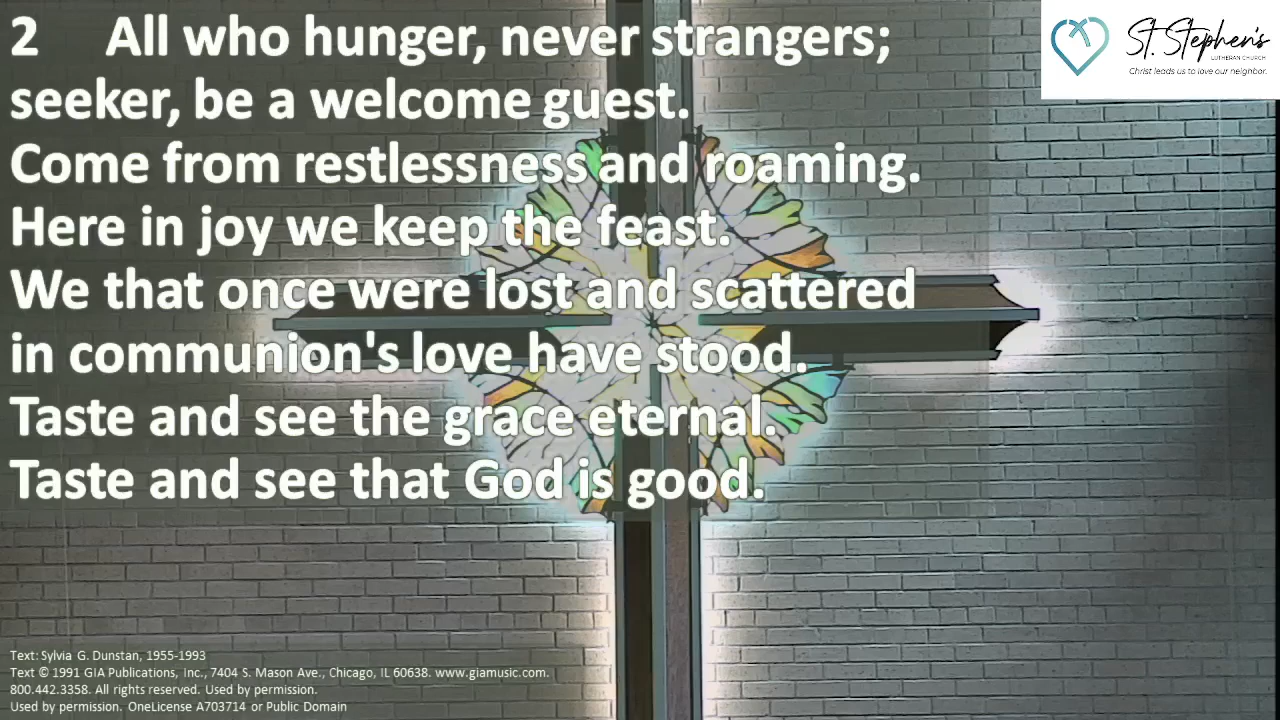 2 All who hunger, never strangers;
seeker, be a welcome guest.
Come from restlessness and roaming.
Here in joy we keep the feast.
We that once were lost and scattered
in communion's love have stood.
Taste and see the grace eternal.
Taste and see that God is good.
St. Stephen's
LUTHERAN CHURCH
Christ leads us to love our neighbor.
Text: Sylvia G. Dunstan, 1955-1993
Text © 1991 GIA Publications, Inc., 7404 S. Mason Ave., Chicago, IL 60638. www.giamusic.com.
800.442.3358. All rights reserved. Used by permission.
Used by permission. OneLicense A703714 or Public Domain